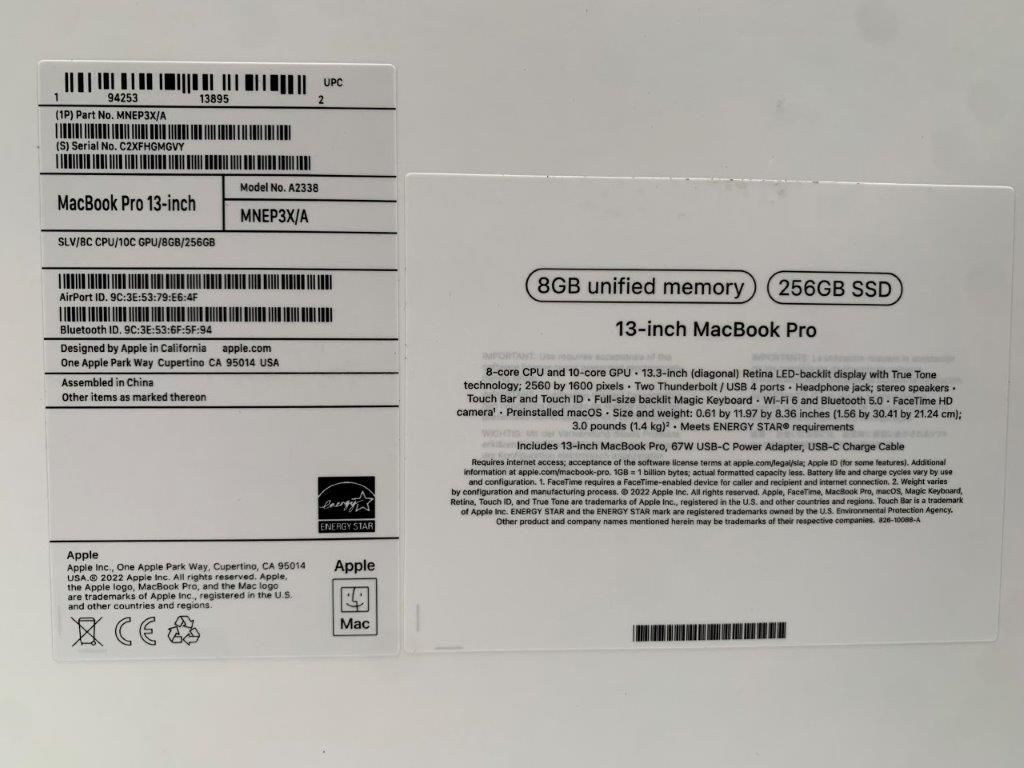 UPC
1 94253 13895 2
(1P) Part No. MNEP3X/A
(S) Serial No. C2XFHGMGVY
MacBook Pro 13-inch
Model No. A2338
MNEP3X/A
SLV/8C CPU/10C GPU/8GB/256GB
AirPort ID. 9C:3E:53:79:E6:4F
Bluetooth ID. 9C:3E:53:6F:5F:94
Designed by Apple in California apple.com
One Apple Park Way Cupertino CA 95014 USA
Assembled in China
Other items as marked thereon
energy
ENERGY STAR
Apple
Apple Inc., One Apple Park Way, Cupertino, CA 95014
USA.© 2022 Apple Inc. All rights reserved. Apple,
the Apple logo, MacBook Pro, and the Mac logo
are trademarks of Apple Inc., registered in the U.S.
and other countries and regions.
CE
Apple
Mac
8GB unified memory
256GB SSD
13-inch MacBook Pro
IMPORTANT: Use requires acceptance of the
8-core CPU and 10-core GPU • 13.3-inch (diagonal) Retina LED-backlit display with True Tone
technology; 2560 by 1600 pixels • Two Thunderbolt / USB 4 ports • Headphone jack; stereo speakers •
Touch Bar and Touch ID • Full-size backlit Magic Keyboard • Wi-Fi 6 and Bluetooth 5.0 • FaceTime HD
camera¹ • Preinstalled macOS • Size and weight: 0.61 by 11.97 by 8.36 inches (1.56 by 30.41 by 21.24 cm);
3.0 pounds (1.4 kg)² • Meets ENERGY STAR® requirements
Includes 13-inch MacBook Pro, 67W USB-C Power Adapter, USB-C Charge Cable
Requires internet access; acceptance of the software license terms at apple.com/legal/sla; Apple ID (for some features). Additional
information at apple.com/macbook-pro. 1GB = 1 billion bytes; actual formatted capacity less. Battery life and charge cycles vary by use
and configuration. 1. FaceTime requires a FaceTime-enabled device for caller and recipient and internet connection. 2. Weight varies
by configuration and manufacturing process. © 2022 Apple Inc. All rights reserved. Apple, FaceTime, MacBook Pro, macOS, Magic Keyboard,
Retina, Touch ID, and True Tone are trademarks of Apple Inc., registered in the U.S. and other countries and regions. Touch Bar is a trademark
of Apple Inc. ENERGY STAR and the ENERGY STAR mark are registered trademarks owned by the U.S. Environmental Protection Agency.
Other product and company names mentioned herein may be trademarks of their respective companies. 826-10088-A